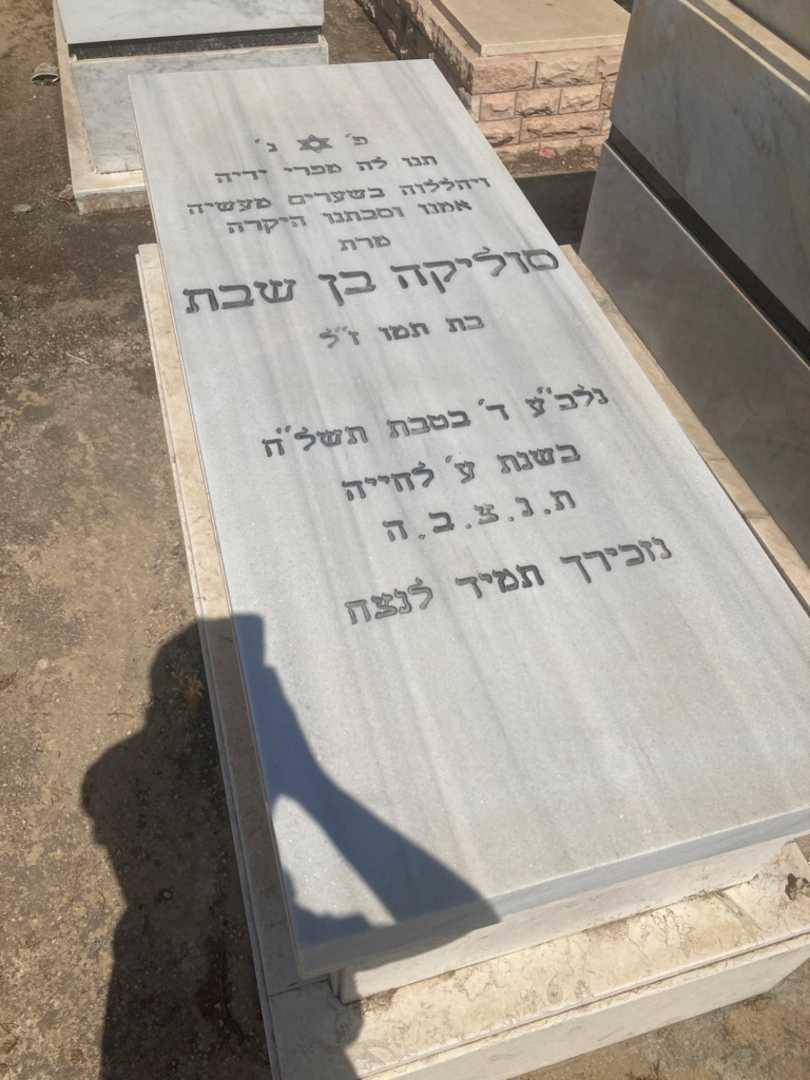 פ׳ נ׳
תנו לה מפרי ידיה
ויהללוה בשערים מעשיה
אמנו וסבתנו היקרה
מרת
סוליקה בן שבת
בת תמו ז״ל
נלב״ע ד׳ בטבת תשל״ח
בשנת ע׳ לחייה
ת.נ.צ.ב.ה
נזכירך תמיד לנצח